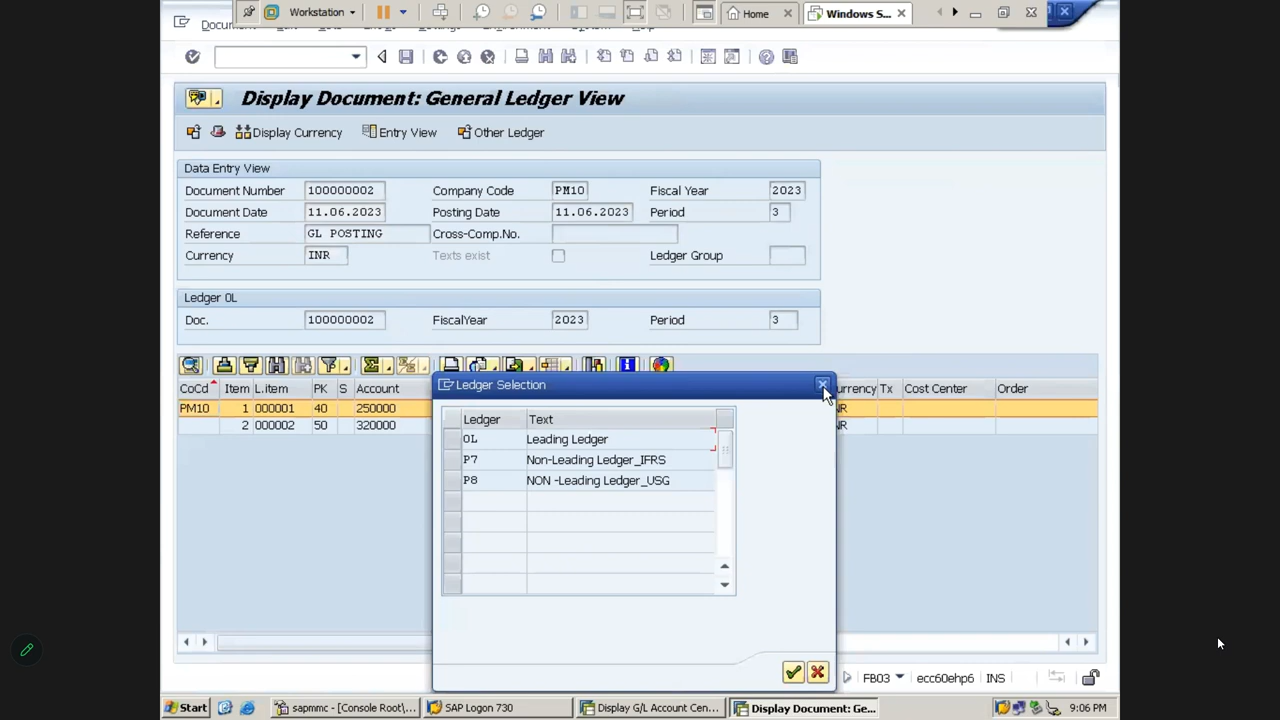 Workstation
Home
Windows S...
Document
Display Document: General Ledger View
Display Currency Entry View Other Ledger
Data Entry View
Document Number 100000002 Company Code PM10 Fiscal Year 2023
Document Date 11.06.2023 Posting Date 11.06.2023 Period 3
Reference GL POSTING Cross-Comp.No.
Currency INR Texts exist Ledger Group
Ledger 0L
Doc. 100000002 FiscalYear 2023 Period 3
CoCd Item L.item PK S Account urrency Tx Cost Center Order
PM10 1 000001 40 250000 NR
2 000002 50 320000 NR
Ledger Selection
Ledger Text
0L Leading Ledger
P7 Non-Leading Ledger_IFRS
P8 NON -Leading Ledger_USG
FB03 ecc60ehp6 INS
Start sapmmc - [Console Root\... SAP Logon 730 Display G/L Account Cen... Display Document: Ge... 9:06 PM